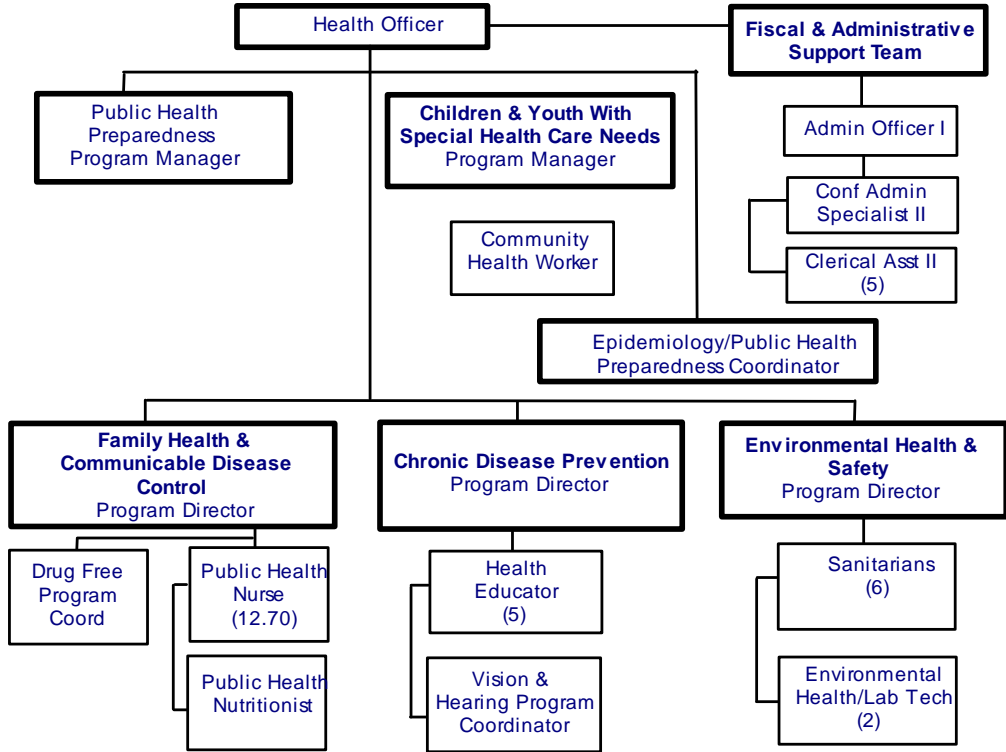 Health Officer
Fiscal & Administrative
Support Team
Public Health
Preparedness
Program Manager
Children & Youth With
Special Health Care Needs
Program Manager
Admin Officer I
Conf Admin
Specialist II
Community
Health Worker
Clerical Asst II
(5)
Epidemiology/Public Health
Preparedness Coordinator
Family Health &
Communicable Disease
Control
Program Director
Chronic Disease Prevention
Program Director
Environmental Health &
Safety
Program Director
Drug Free
Program
Coord
Public Health
Nurse
(12.70)
Health
Educator
(5)
Sanitarians
(6)
Public Health
Nutritionist
Vision &
Hearing Program
Coordinator
Environmental
Health/Lab Tech
(2)